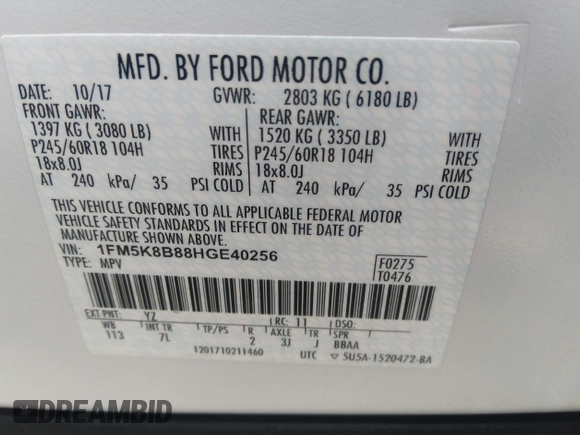 MFD. BY FORD MOTOR CO.
DATE: 10/17 GVWR: 2803 KG ( 6180 LB)
FRONT GAWR: REAR GAWR:
1397 KG ( 3080 LB) WITH 1520 KG ( 3350 LB) WITH
P245/60R18 104H TIRES P245/60R18 104H TIRES
18x8.0J RIMS 18x8.0J RIMS
AT 240 kPa/ 35 PSI COLD AT 240 kPa/ 35 PSI COLD
THIS VEHICLE CONFORMS TO ALL APPLICABLE FEDERAL MOTOR
VEHICLE SAFETY STANDARDS IN EFFECT ON THE DATE OF
MANUFACTURE SHOWN ABOVE.
VIN: 1FM5K8B88HGE40256
TYPE: MPV
F0275
T0476
EXT PNT: YZ RC: 11 DSO:
WB INT TR TP/PS R AXLE TR SPR
113 7L 2 3J J BBAA
1201710211460 UTC ▽ 5U5A-1520472-BA
DREAMBID